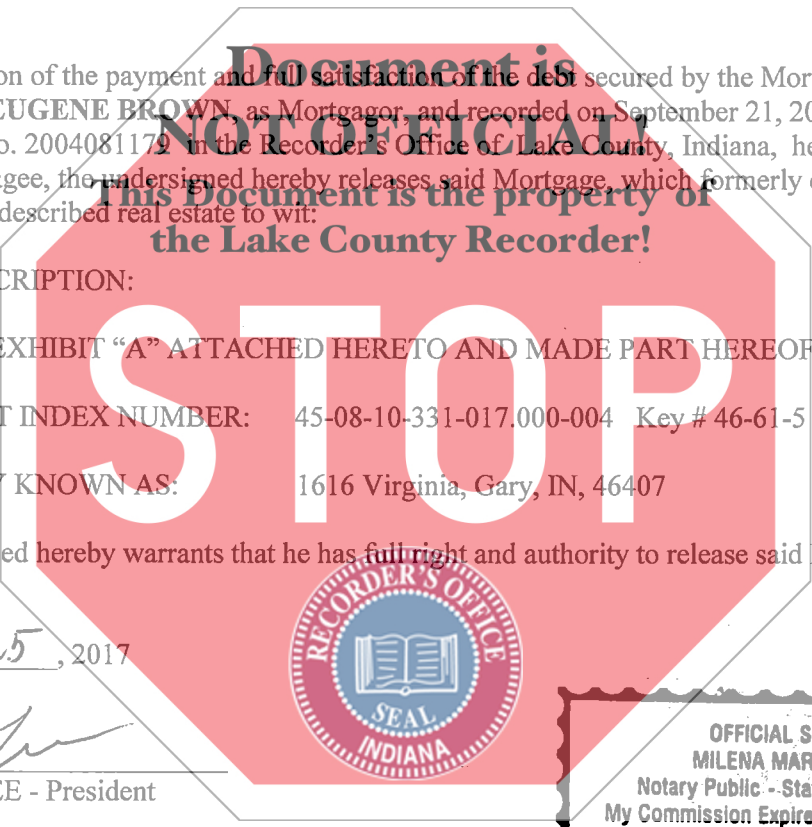 Document is
on of the payment and full satisfaction of the debt secured by the Mor
EUGENE BROWN, as Mortgagor, and recorded on September 21, 20
NOT OFFICIAL!
o. 2004081179 in the Recorder's Office of Lake County, Indiana, he
gee, the undersigned hereby releases said Mortgage, which formerly
This Document is the property of
described real estate to wit:
the Lake County Recorder!
CRIPTION:
EXHIBIT "A" ATTACHED HERETO AND MADE PART HEREOF
STOP
T INDEX NUMBER: 45-08-10-331-017.000-004 Key # 46-61-5
Y KNOWN AS: 1616 Virginia, Gary, IN, 46407
ed hereby warrants that he has full right and authority to release said
RECORDER'S OFFICE
SEAL
INDIANA
5, 2017
EE - President
OFFICIAL S
MILENA MAR
Notary Public - Sta
My Commission Expire